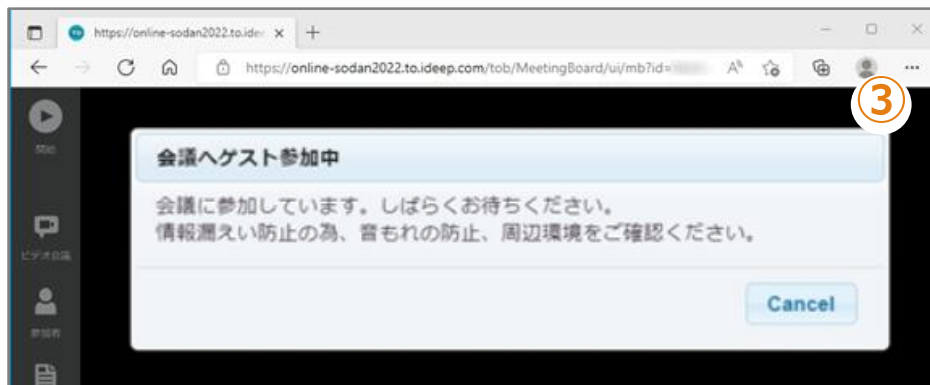 https://online-sodan2022.to.idee
https://online-sodan2022.to.ideep.com/tob/MeetingBoard/ui/mb?id=
③
開始
会議へゲスト参加中
会議に参加しています。しばらくお待ちください。
情報漏えい防止の為、音もれの防止、周辺環境をご確認ください。
ビデオ会議
Cancel
参加者